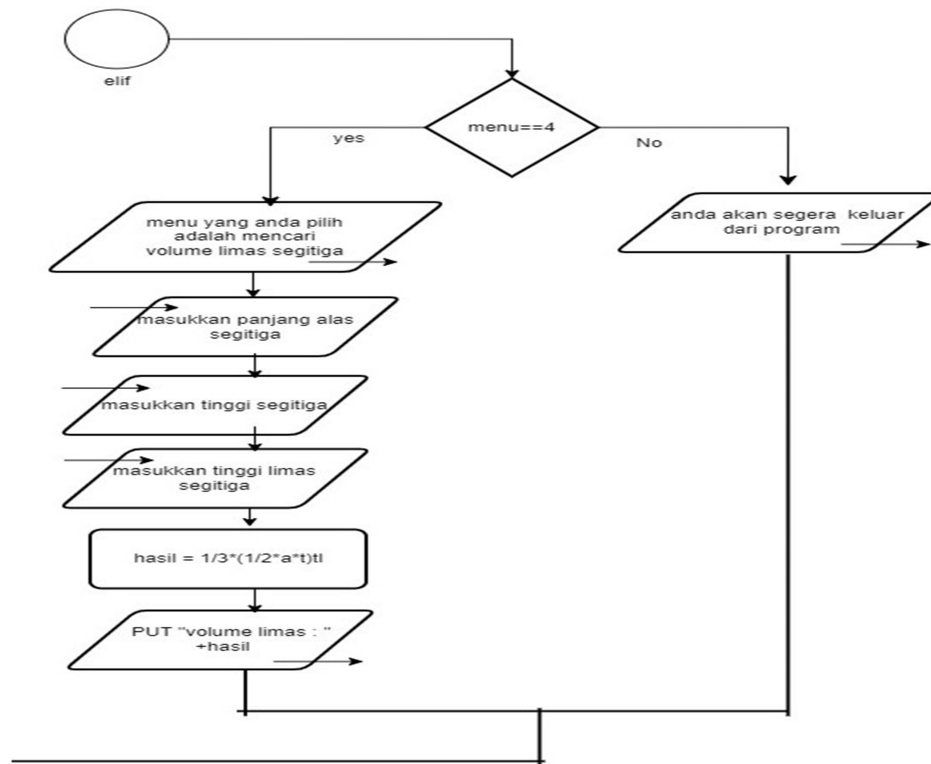 elif
menu==4
yes
No
menu yang anda pilih
adalah mencari
volume limas segitiga
anda akan segera keluar
dari program
masukkan panjang alas
segitiga
masukkan tinggi segitiga
masukkan tinggi limas
segitiga
hasil = 1/3*(1/2*a*t)tl
PUT "volume limas : "
+hasil